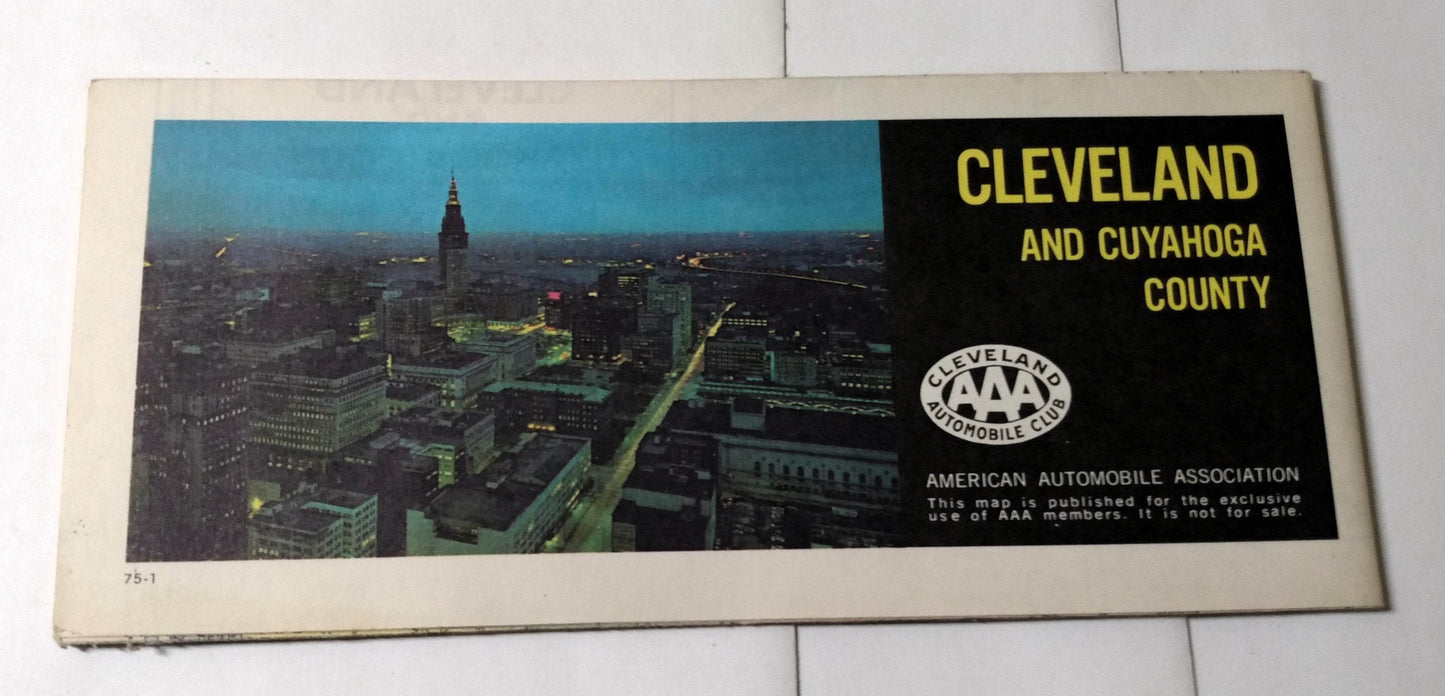 CLEVELAND
AND CUYAHOGA
COUNTY
CLEVELAND
AAA
AUTOMOBILE CLUB
AMERICAN AUTOMOBILE ASSOCIATION
This map is published for the exclusive
use of AAA members. It is not for sale.
75-1